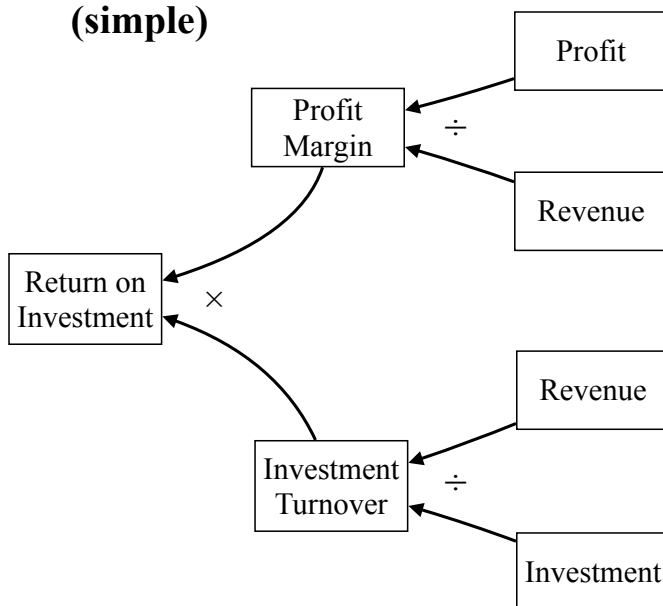 (simple)
Profit
Profit
Margin
÷
Revenue
Return on
Investment
×
Revenue
Investment
Turnover
÷
Investment